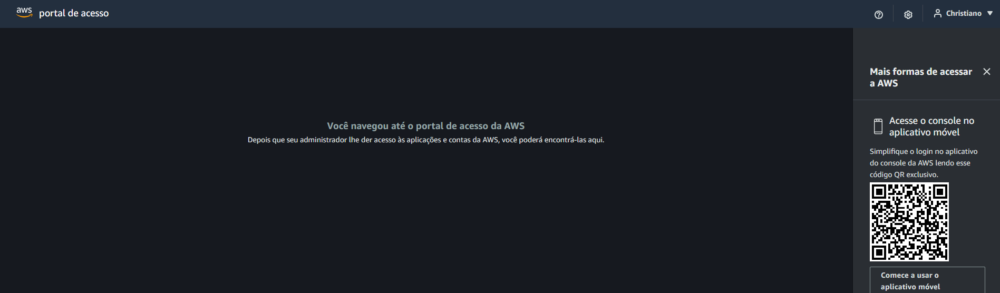 aws portal de acesso
Christiano
Você navegou até o portal de acesso da AWS
Depois que seu administrador lhe der acesso às aplicações e contas da AWS, você poderá encontrá-las aqui.
Mais formas de acessar
a AWS
Acesse o console no
aplicativo móvel
Simplifique o login no aplicativo
do console da AWS lendo esse
código QR exclusivo.
Comece a usar o
aplicativo móvel